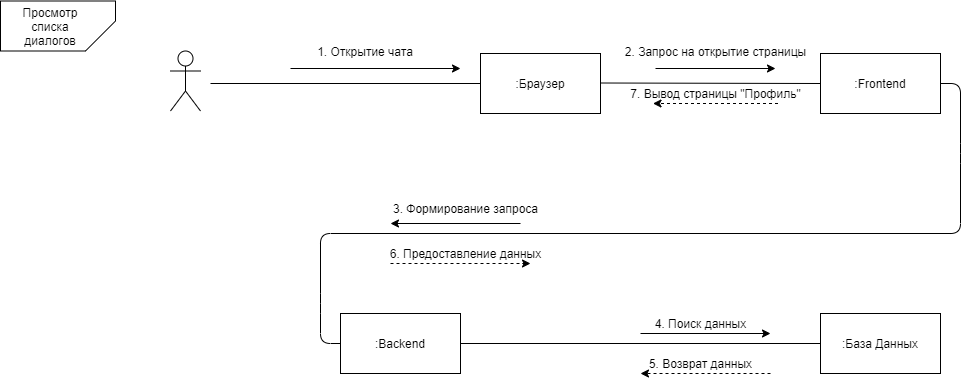 Просмотр
списка
диалогов
1. Открытие чата
2. Запрос на открытие страницы
:Браузер
:Frontend
7. Вывод страницы "Профиль"
3. Формирование запроса
6. Предоставление данных
4. Поиск данных
:Backend
:База Данных
5. Возврат данных